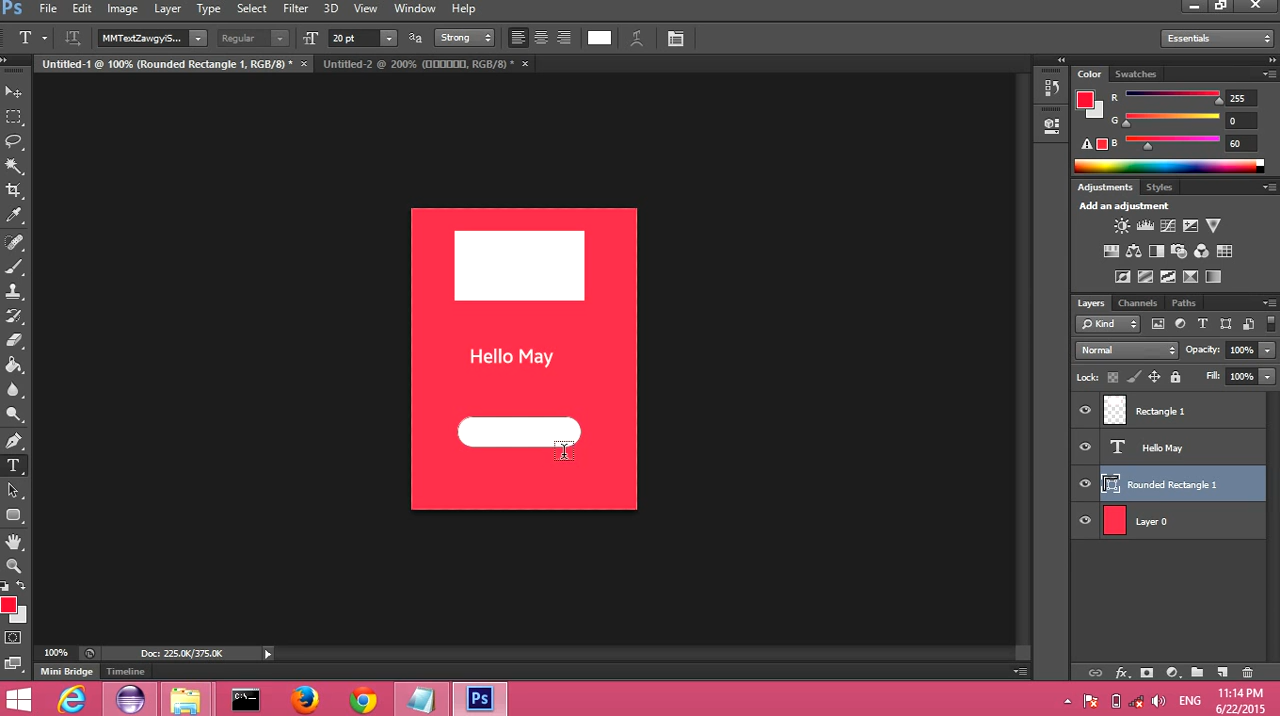 Ps File Edit Image Layer Type Select Filter 3D View Window Help
T MMTextZawgyiS... Regular 20 pt aa Strong Essentials
Untitled-1 @ 100% (Rounded Rectangle 1, RGB/8) * × Untitled-2 @ 200% (▯▯▯▯▯▯, RGB/8) * ×
Color Swatches
R 255
G 0
B 60
Adjustments Styles
Add an adjustment
Layers Channels Paths
Kind
Normal Opacity: 100%
Lock: Fill: 100%
Rectangle 1
T Hello May
Rounded Rectangle 1
Layer 0
Hello May
100% Doc: 225.0K/375.0K
Mini Bridge Timeline
Ps ENG 11:14 PM
6/22/2015